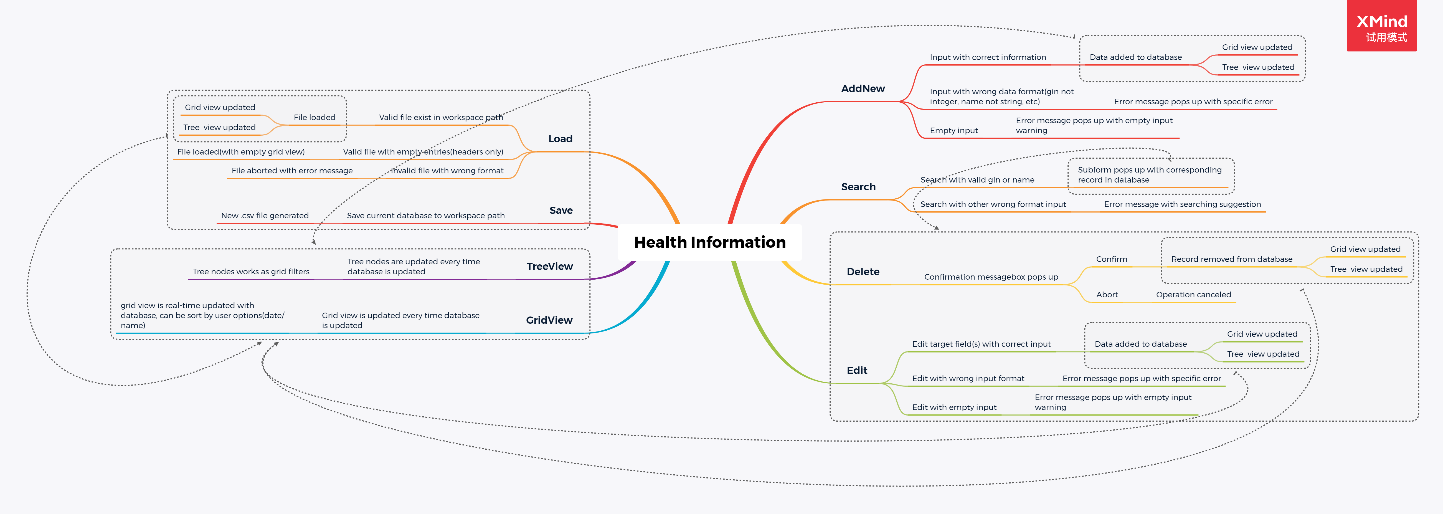 XMind
试用模式
Health Information
AddNew
Input with correct information
Data added to database
Grid view updated
Tree view updated
Input with wrong data format(gin not
integer, name not string, etc)
Error message pops up with specific error
Empty input
Error message pops up with empty input
warning
Search
Search with valid gin or name
Subform pops up with corresponding
record in database
Search with other wrong format input
Error message with searching suggestion
Delete
Confirmation messagebox pops up
Confirm
Record removed from database
Grid view updated
Tree view updated
Abort
Operation canceled
Edit
Edit target field(s) with correct input
Data added to database
Grid view updated
Tree view updated
Edit with wrong input format
Error message pops up with specific error
Edit with empty input
Error message pops up with empty input
warning
Load
Valid file exist in workspace path
File loaded
Grid view updated
Tree view updated
Valid file with empty entries(headers only)
File loaded(with empty grid view)
Invalid file with wrong format
File aborted with error message
Save
Save current database to workspace path
New .csv file generated
TreeView
Tree nodes are updated every time
database is updated
Tree nodes works as grid filters
GridView
Grid view is updated every time database
is updated
grid view is real-time updated with
database, can be sort by user options(date/
name)